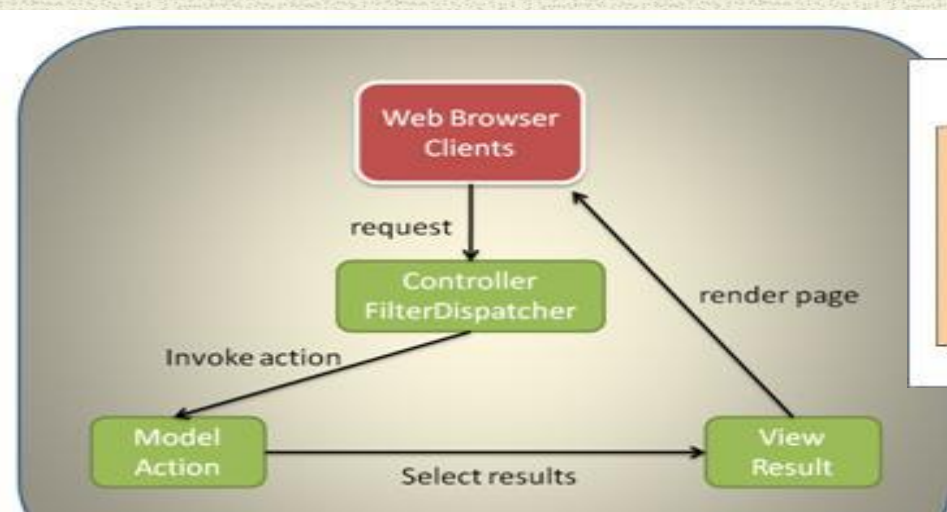 Web Browser
Clients
request
Controller
FilterDispatcher
render page
Invoke action
Model
Action
Select results
View
Result